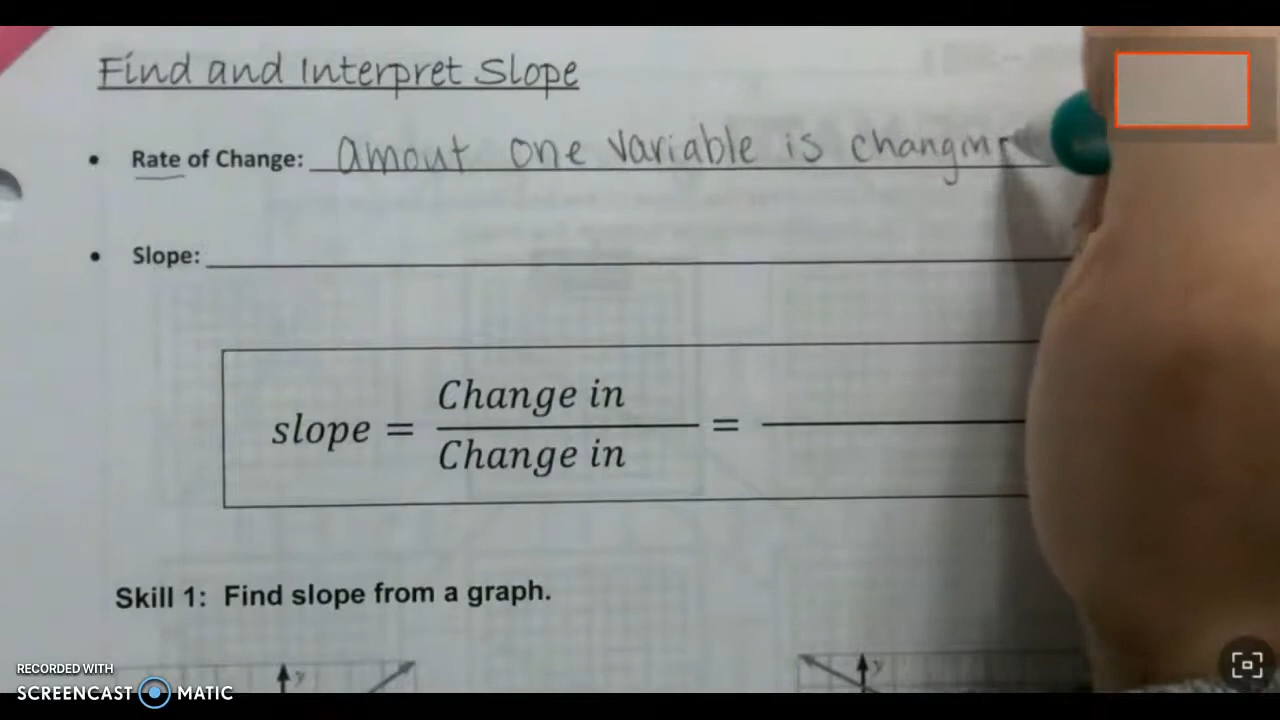 Find and Interpret Slope
• Rate of Change: amout one variable is changing
• Slope:
slope = Change in / Change in =
Skill 1: Find slope from a graph.
y y
RECORDED WITH
SCREENCAST MATIC